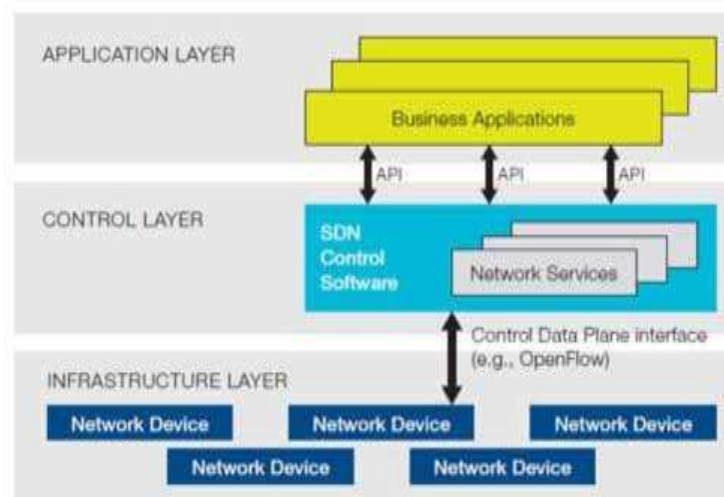 APPLICATION LAYER
Business Applications
API
API
API
CONTROL LAYER
SDN
Control
Software
Network Services
Control Data Plane interface
(e.g., OpenFlow)
INFRASTRUCTURE LAYER
Network Device
Network Device
Network Device
Network Device
Network Device